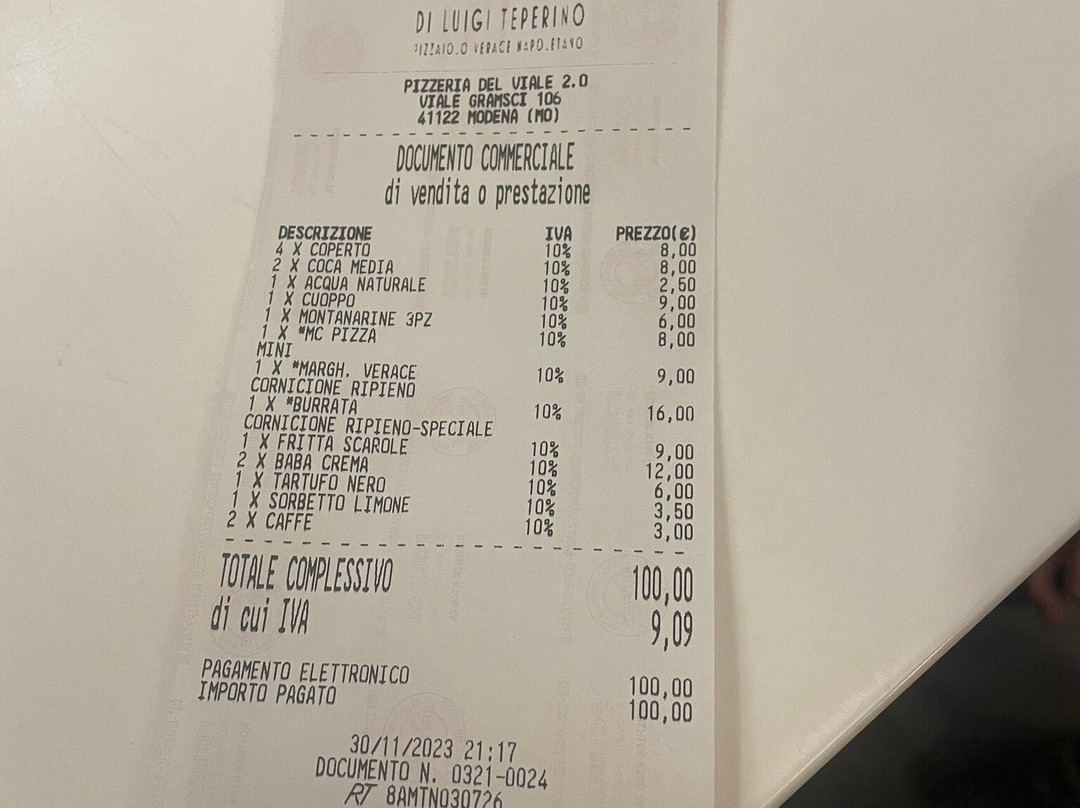 DI LUIGI TEPERINO
PIZZAIOLO VERACE NAPOLETANO
PIZZERIA DEL VIALE 2.0
VIALE GRAMSCI 106
41122 MODENA (MO)
DOCUMENTO COMMERCIALE
di vendita o prestazione
DESCRIZIONE IVA PREZZO(€)
4 X COPERTO 10% 8,00
2 X COCA MEDIA 10% 8,00
1 X ACQUA NATURALE 10% 2,50
1 X CUOPPO 10% 9,00
1 X MONTANARINE 3PZ 10% 6,00
1 X *MC PIZZA 10% 8,00
MINI
1 X *MARGH. VERACE 10% 9,00
CORNICIONE RIPIENO
1 X *BURRATA 10% 16,00
CORNICIONE RIPIENO-SPECIALE
1 X FRITTA SCAROLE 10% 9,00
2 X BABA CREMA 10% 12,00
1 X TARTUFO NERO 10% 6,00
1 X SORBETTO LIMONE 10% 3,50
2 X CAFFE 10% 3,00
TOTALE COMPLESSIVO 100,00
di cui IVA 9,09
PAGAMENTO ELETTRONICO 100,00
IMPORTO PAGATO 100,00
30/11/2023 21:17
DOCUMENTO N. 0321-0024
RT 8AMTN030726